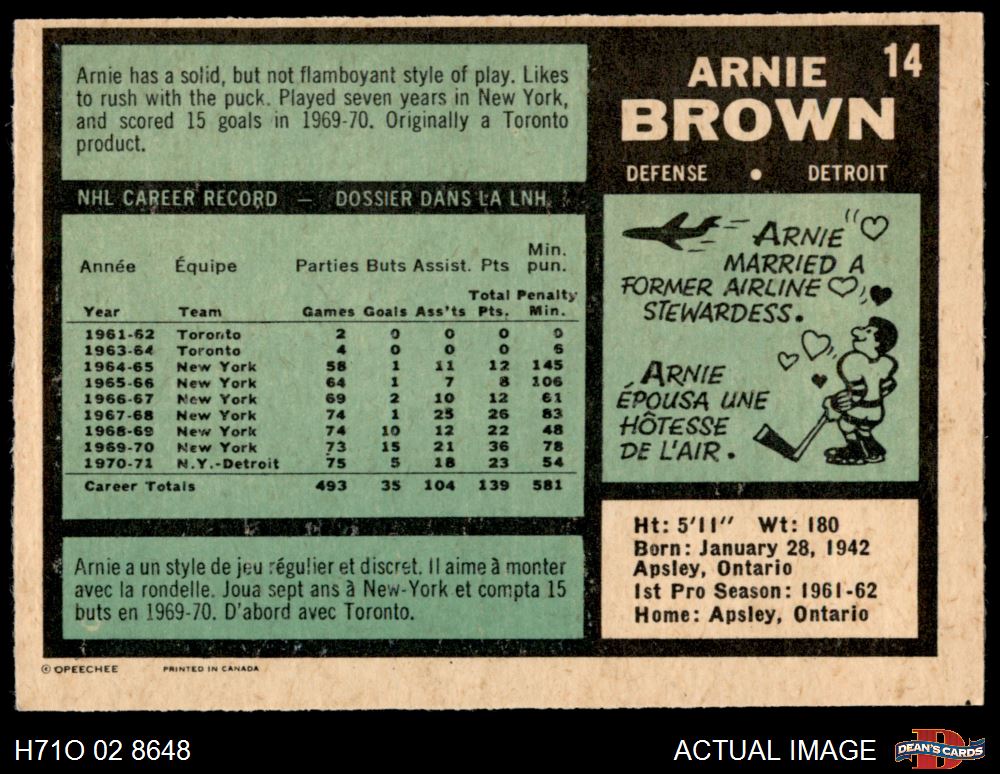 Arnie has a solid, but not flamboyant style of play. Likes
to rush with the puck. Played seven years in New York,
and scored 15 goals in 1969-70. Originally a Toronto
product.
14
ARNIE
BROWN
DEFENSE • DETROIT
NHL CAREER RECORD — DOSSIER DANS LA LNH.
Année Équipe Parties Buts Assist. Pts Min. pun.
Year Team Games Goals Ass'ts Total Pts. Penalty Min.
1961-62 Toronto 2 0 0 0 0
1963-64 Toronto 4 0 0 0 6
1964-65 New York 58 1 11 12 145
1965-66 New York 64 1 7 8 106
1966-67 New York 69 2 10 12 61
1967-68 New York 74 1 25 26 83
1968-69 New York 74 10 12 22 48
1969-70 New York 73 15 21 36 78
1970-71 N.Y.-Detroit 75 5 18 23 54
Career Totals 493 35 104 139 581
ARNIE
MARRIED A
FORMER AIRLINE
STEWARDESS.
ARNIE
ÉPOUSA UNE
HÔTESSE
DE L'AIR.
Arnie a un style de jeu régulier et discret. Il aime à monter
avec la rondelle. Joua sept ans à New-York et compta 15
buts en 1969-70. D'abord avec Toronto.
Ht: 5'11" Wt: 180
Born: January 28, 1942
Apsley, Ontario
1st Pro Season: 1961-62
Home: Apsley, Ontario
© OPEECHEE PRINTED IN CANADA
H71O 02 8648
ACTUAL IMAGE
D
DEAN'S CARDS